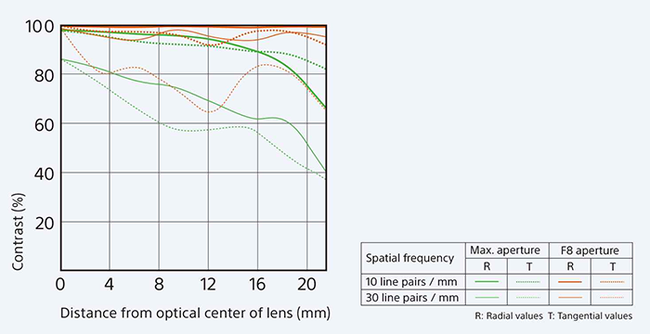 100
80
60
40
20
0 4 8 12 16 20
Contrast (%)
Distance from optical center of lens (mm)
Spatial frequency Max. aperture F8 aperture
R T R T
10 line pairs / mm
30 line pairs / mm
R: Radial values T: Tangential values